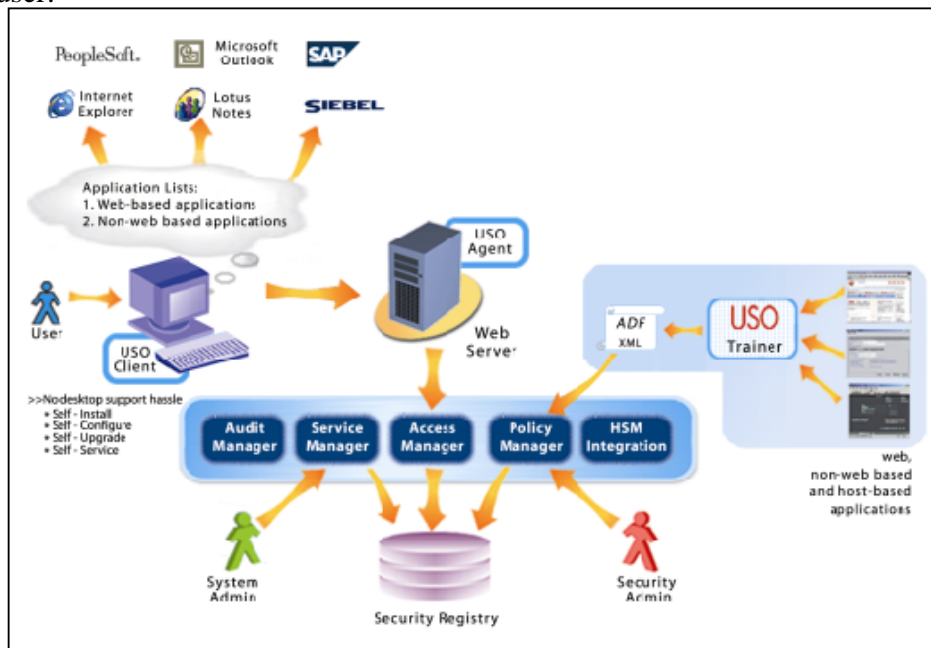 user.
PeopleSoft.
Microsoft
Outlook
SAP
Internet
Explorer
Lotus
Notes
SIEBEL
Application Lists:
1. Web-based applications
2. Non-web based applications
USO
Agent
User
USO
Client
Web
Server
ADF
XML
USO
Trainer
>>No desktop support hassle
* Self - Install
* Self - Configure
* Self - Upgrade
* Self - Service
Audit
Manager
Service
Manager
Access
Manager
Policy
Manager
HSM
Integration
web,
non-web based
and host-based
applications
System
Admin
Security
Admin
Security Registry